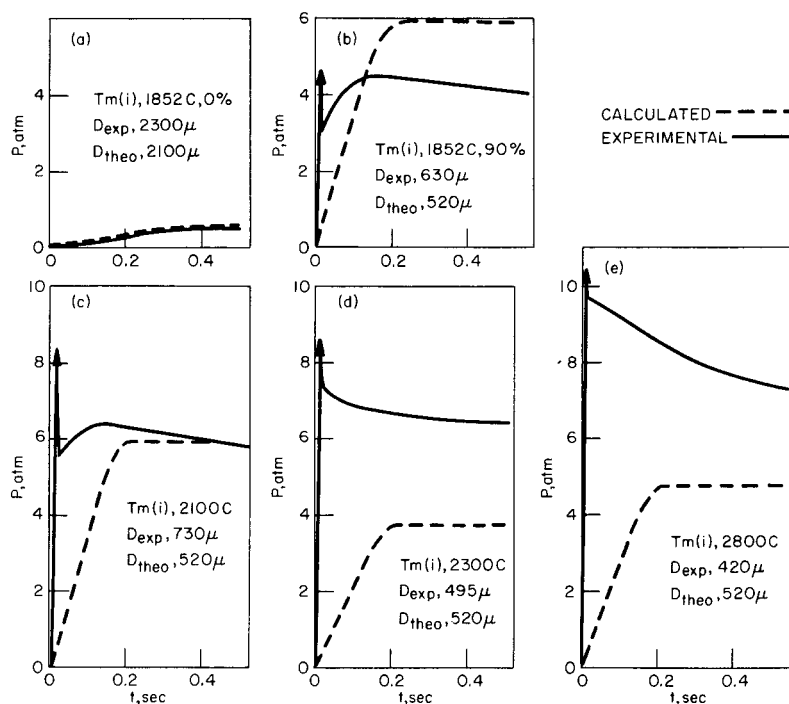 (a)
Tm(i),1852C,0%
Dexp,2300μ
Dtheo,2100μ
P,atm
6
4
2
0
0 0.2 0.4
(b)
Tm(i),1852C,90%
Dexp,630μ
Dtheo,520μ
P,atm
6
4
2
0
0 0.2 0.4
CALCULATED
EXPERIMENTAL
(c)
Tm(i),2100C
Dexp,730μ
Dtheo,520μ
P,atm
10
8
6
4
2
0
0 0.2 0.4
t,sec
(d)
Tm(i),2300C
Dexp,495μ
Dtheo,520μ
P,atm
10
8
6
4
2
0
0 0.2 0.4
t,sec
(e)
Tm(i),2800C
Dexp,420μ
Dtheo,520μ
P,atm
10
8
6
4
2
0
0 0.2 0.4
t,sec